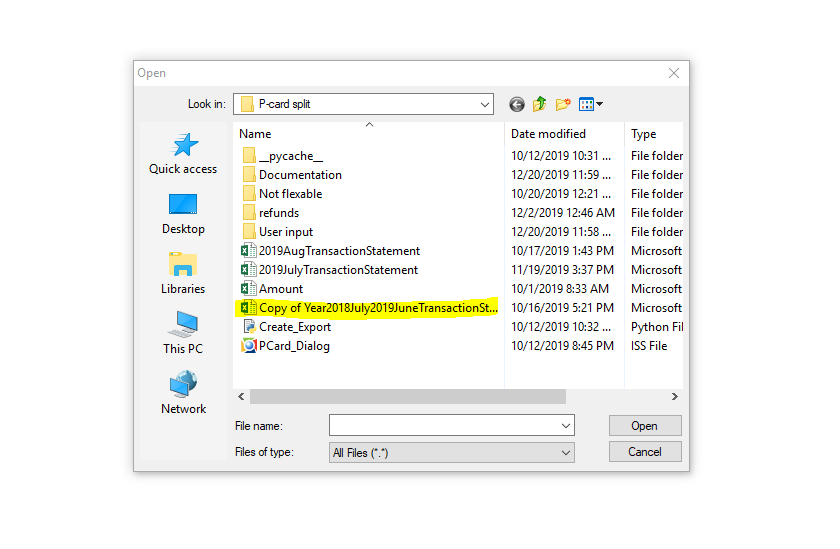 Open
Look in: P-card split
Name Date modified Type
__pycache__ 10/12/2019 10:31 ... File folder
Documentation 12/20/2019 11:59 ... File folder
Not flexable 10/20/2019 12:21 ... File folder
refunds 12/2/2019 12:46 AM File folder
User input 12/20/2019 11:58 ... File folder
2019AugTransactionStatement 10/17/2019 1:43 PM Microsoft
2019JulyTransactionStatement 11/19/2019 3:37 PM Microsoft
Amount 10/1/2019 8:33 AM Microsoft
Copy of Year2018July2019JuneTransactionSt... 10/16/2019 5:21 PM Microsoft
Create_Export 10/12/2019 10:32 ... Python Fil
PCard_Dialog 10/12/2019 8:45 PM ISS File
Quick access
Desktop
Libraries
This PC
Network
File name: Open
Files of type: All Files (*.*) Cancel